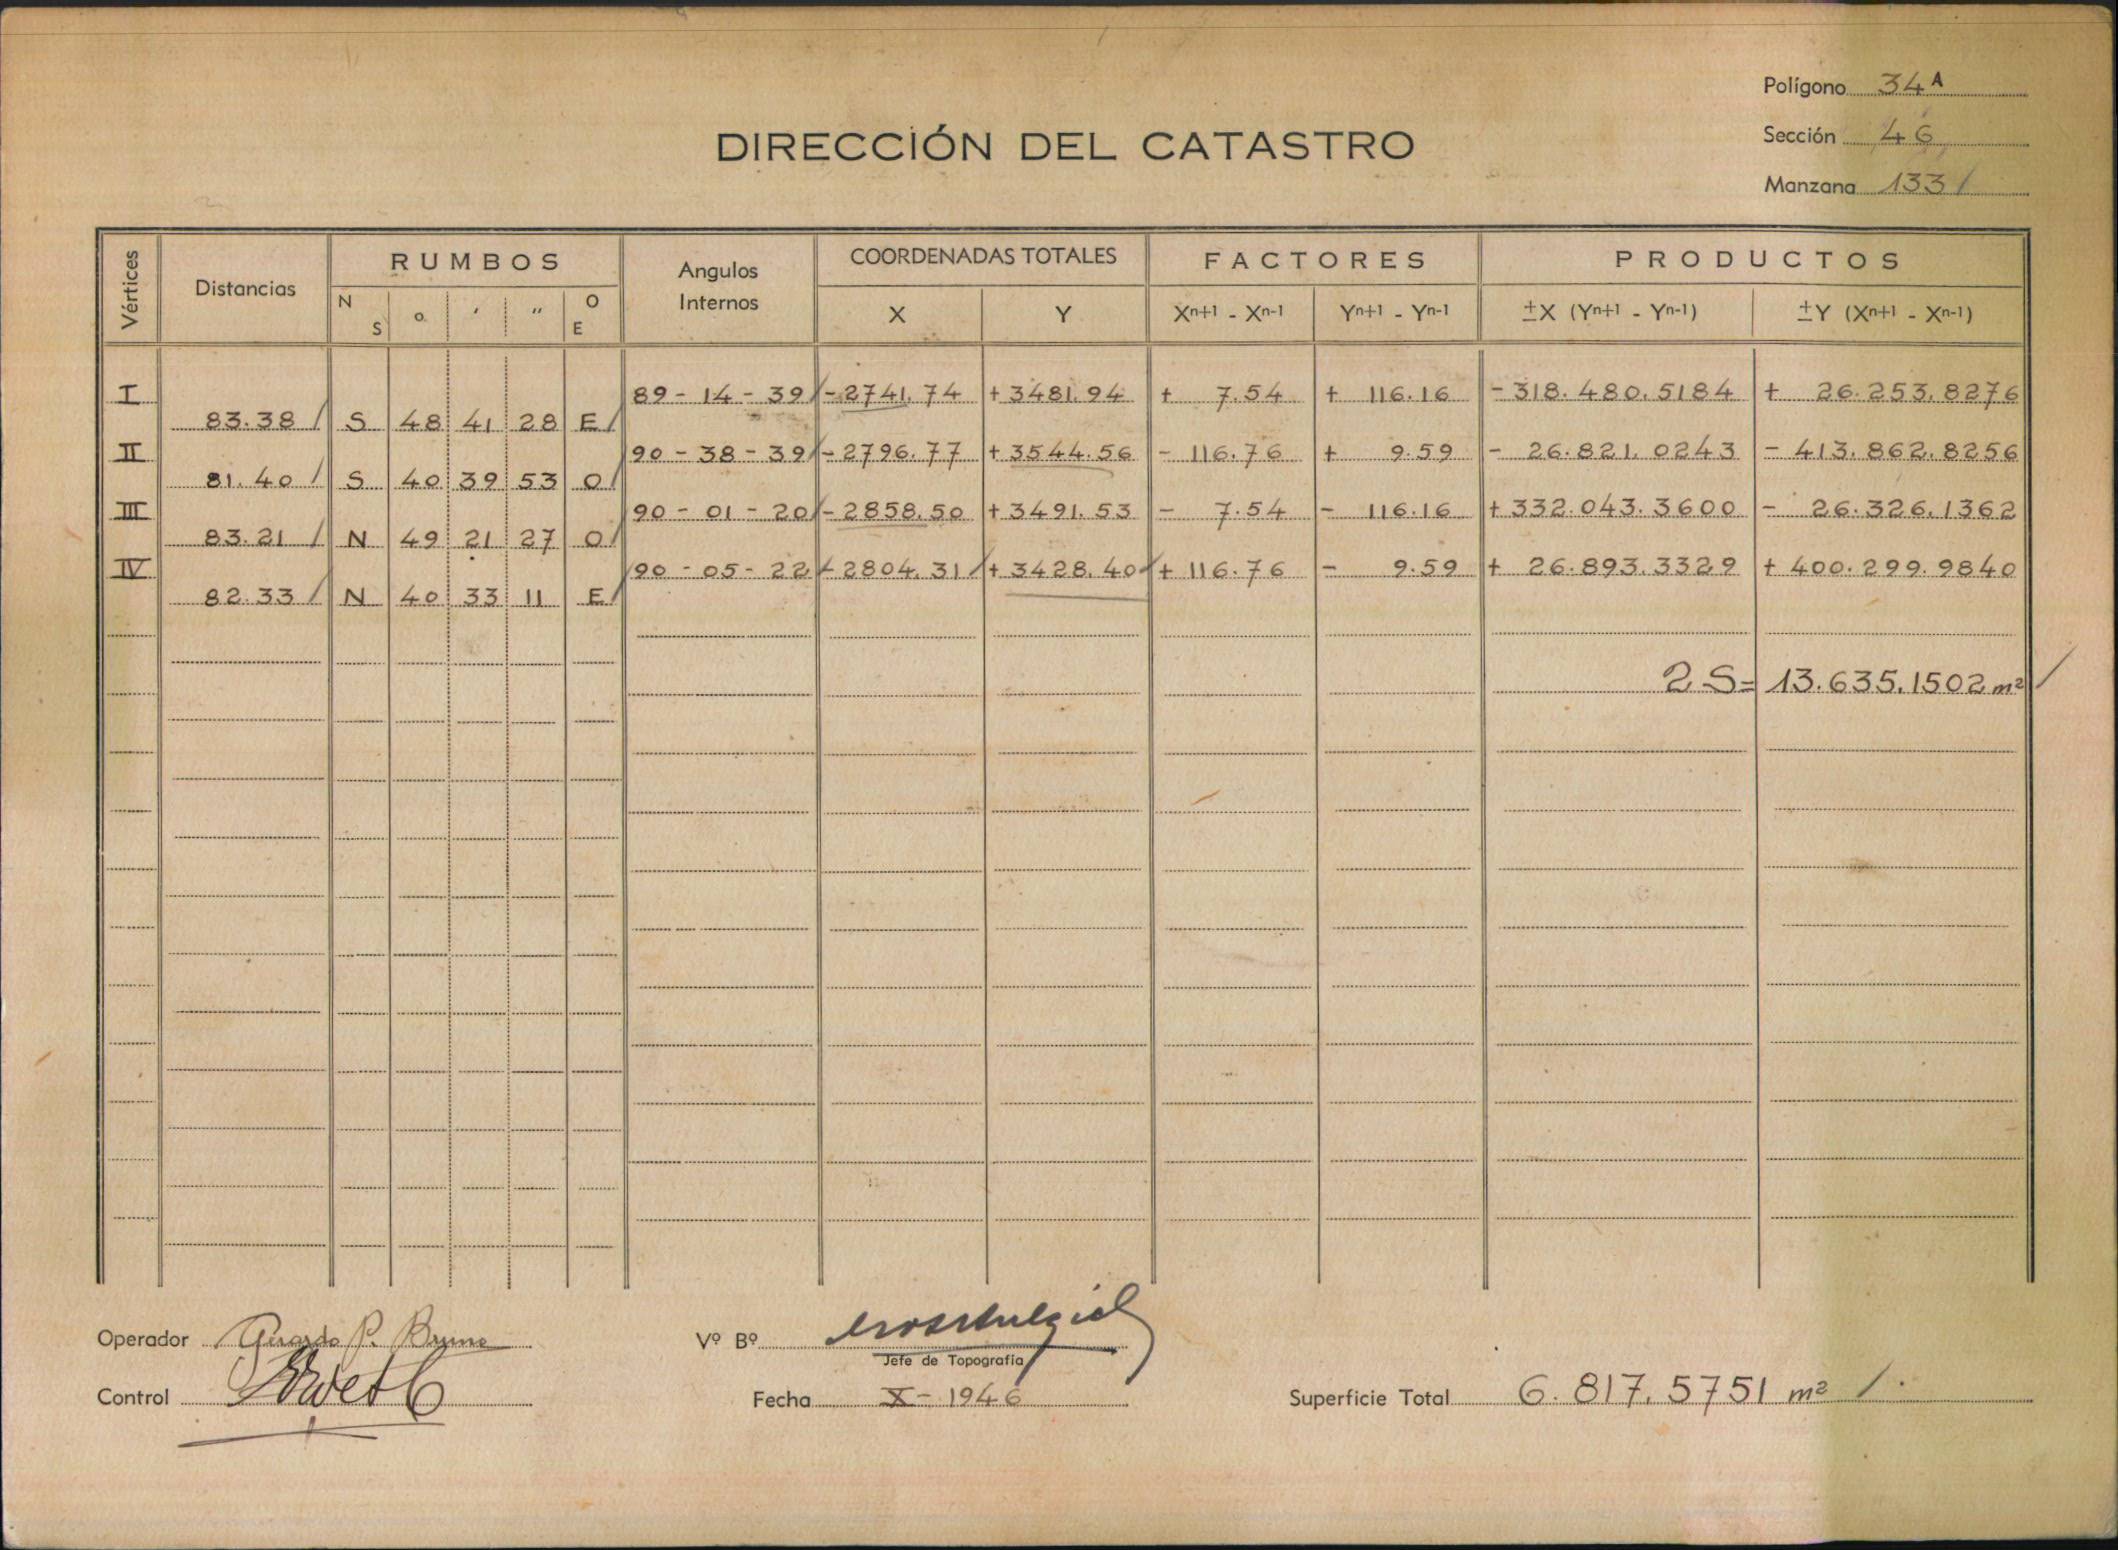 Polígono 34 A
DIRECCIÓN DEL CATASTRO
Sección 46
Manzana 133 /
Vértices
Distancias
RUMBOS
N S
o
'
"
O E
Angulos Internos
COORDENADAS TOTALES
X
Y
FACTORES
Xn+1 - Xn-1
Yn+1 - Yn-1
PRODUCTOS
±X (Yn+1 - Yn-1)
±Y (Xn+1 - Xn-1)
I 89 - 14 - 39 / - 2741.74 + 3481.94 + 7.54 + 116.16 - 318.480.5184 + 26.253.8276
83.38 / S 48 41 28 E /
II 90 - 38 - 39 / - 2796.77 + 3544.56 - 116.76 + 9.59 - 26.821.0243 - 413.862.8256
81.40 / S 40 39 53 O /
III 90 - 01 - 20 / - 2858.50 + 3491.53 - 7.54 - 116.16 + 332.043.3600 - 26.326.1362
83.21 / N 49 21 27 O /
IV 90 - 05 - 22 / - 2804.31 / + 3428.40 / + 116.76 - 9.59 + 26.893.3329 + 400.299.9840
82.33 / N 40 33 11 E /
2 S = 13.635.1502 m² /
Operador Gerardo P. Bruno
Vº Bº
Jefe de Topografía
Control
Fecha X - 1946
Superficie Total 6.817,5751 m² /